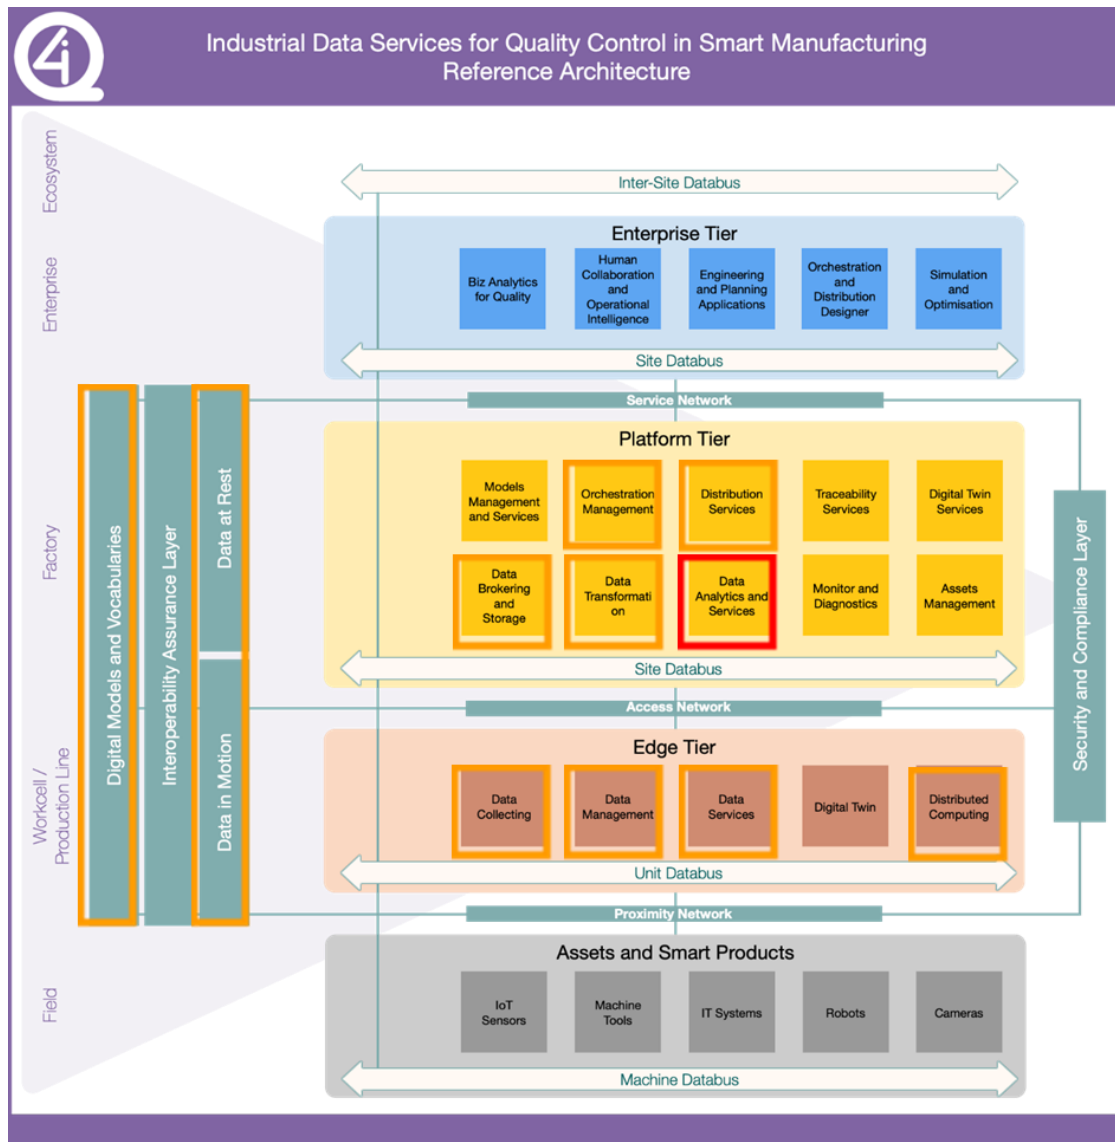 i4Q
Industrial Data Services for Quality Control in Smart Manufacturing
Reference Architecture
Ecosystem
Inter-Site Databus
Enterprise
Enterprise Tier
Biz Analytics
for Quality
Human
Collaboration
and
Operational
Intelligence
Engineering
and Planning
Applications
Orchestration
and
Distribution
Designer
Simulation
and
Optimisation
Site Databus
Service Network
Digital Models and Vocabularies
Interoperability Assurance Layer
Data at Rest
Data in Motion
Factory
Platform Tier
Models
Management
and Services
Orchestration
Management
Distribution
Services
Traceability
Services
Digital Twin
Services
Data
Brokering
and
Storage
Data
Transformati
on
Data
Analytics and
Services
Monitor and
Diagnostics
Assets
Management
Site Databus
Security and Compliance Layer
Access Network
Workcell /
Production Line
Edge Tier
Data
Collecting
Data
Management
Data
Services
Digital Twin
Distributed
Computing
Unit Databus
Proximity Network
Field
Assets and Smart Products
IoT
Sensors
Machine
Tools
IT Systems
Robots
Cameras
Machine Databus